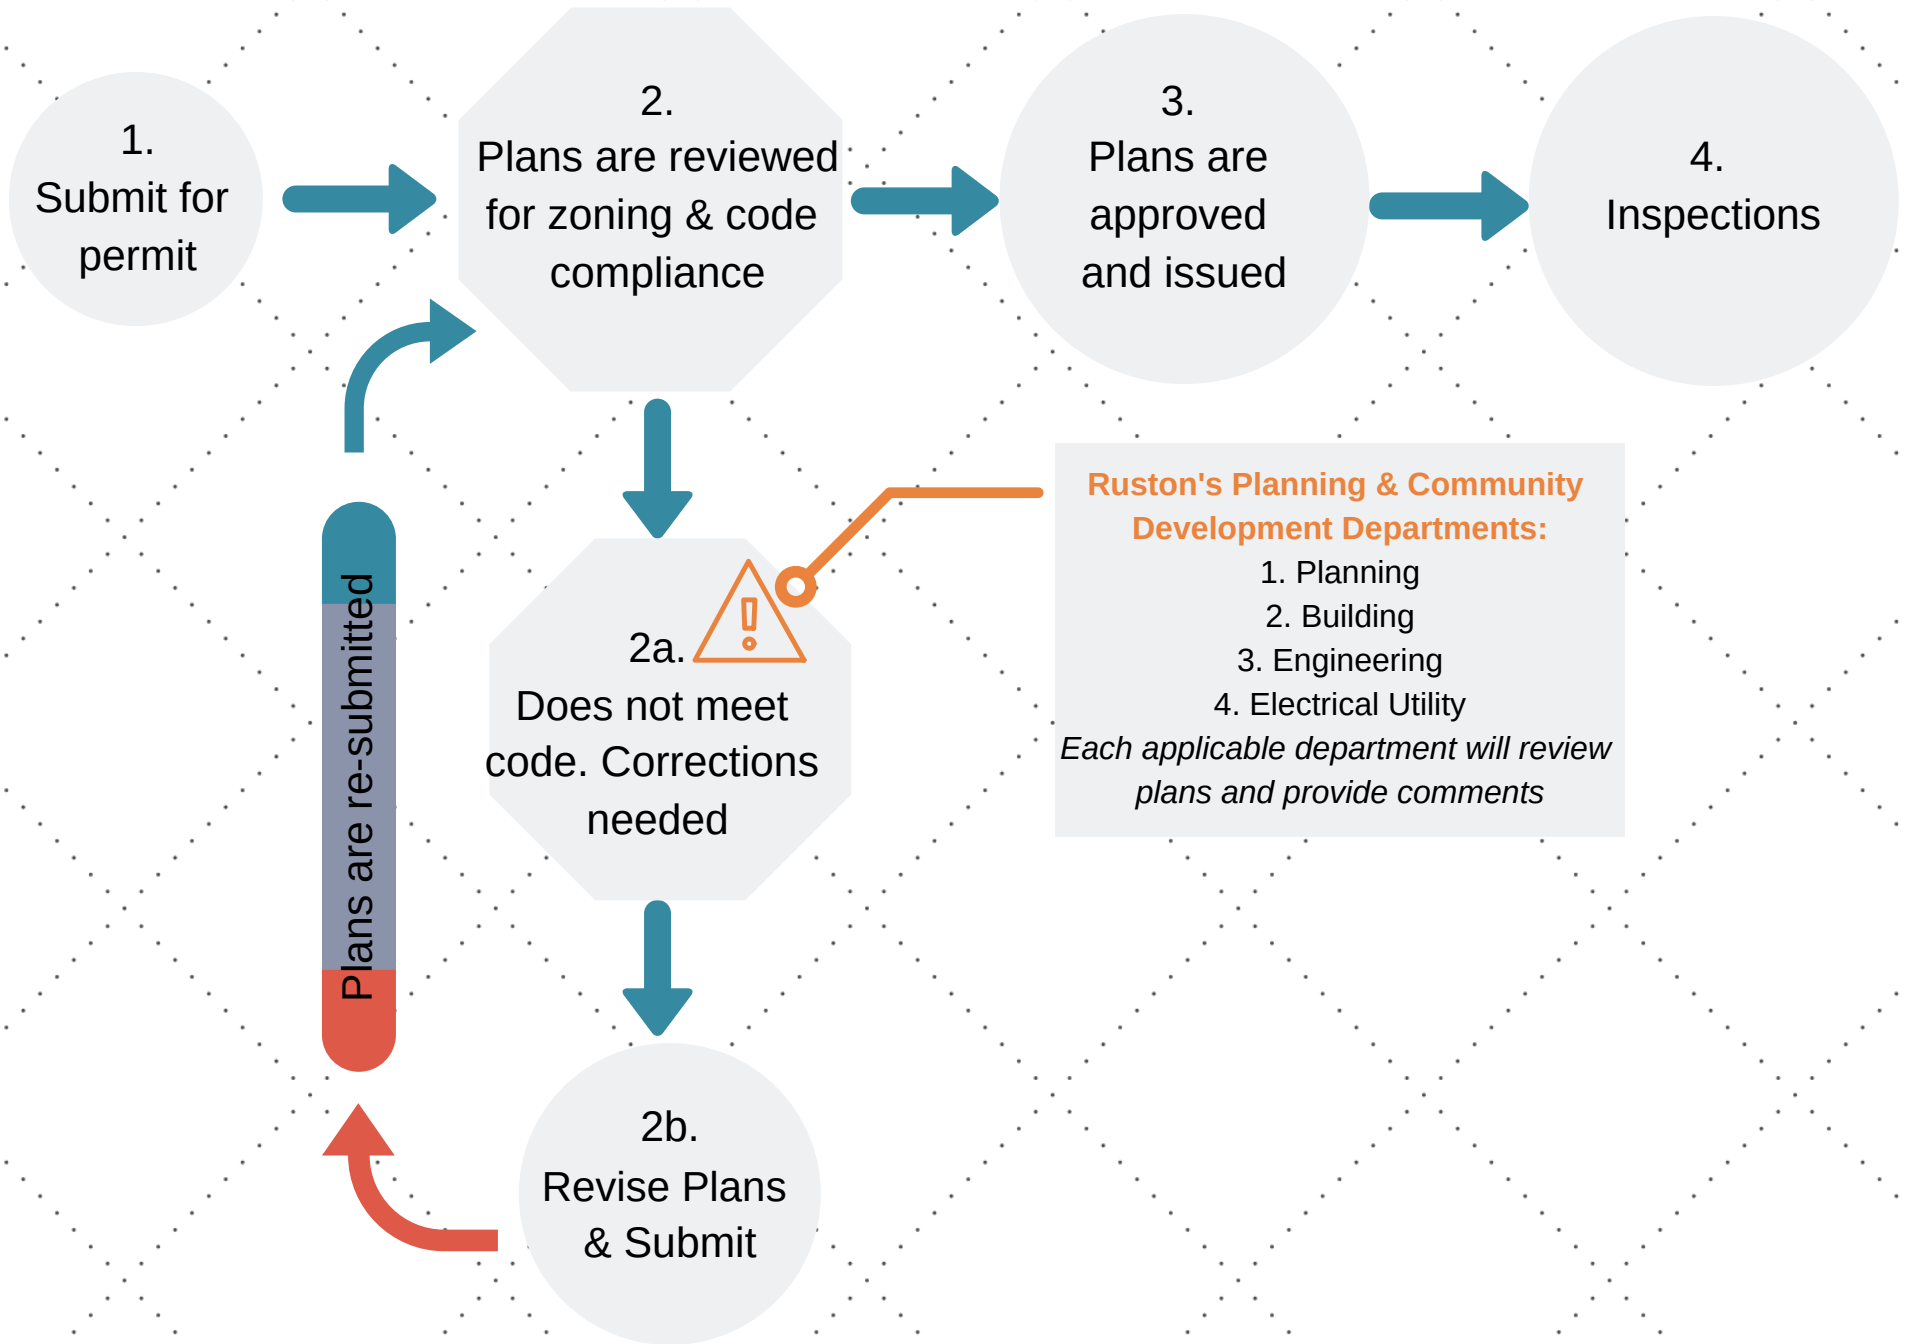 1.
Submit for
permit
2.
Plans are reviewed
for zoning & code
compliance
3.
Plans are
approved
and issued
4.
Inspections
2a.
Does not meet
code. Corrections
needed
Ruston's Planning & Community
Development Departments:
1. Planning
2. Building
3. Engineering
4. Electrical Utility
Each applicable department will review
plans and provide comments
2b.
Revise Plans
& Submit
Plans are re-submitted